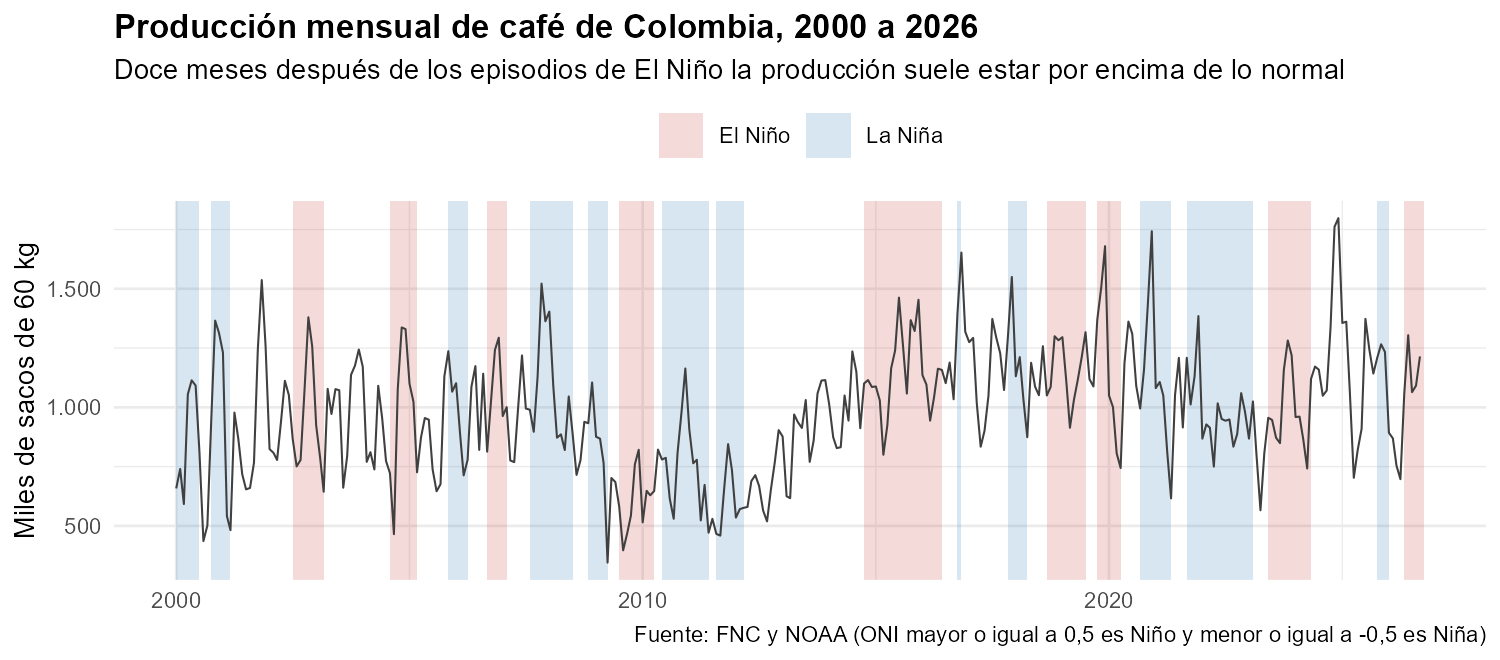 Producción mensual de café de Colombia, 2000 a 2026
Doce meses después de los episodios de El Niño la producción suele estar por encima de lo normal
El Niño
La Niña
Miles de sacos de 60 kg
1.500
1.000
500
2000
2010
2020
Fuente: FNC y NOAA (ONI mayor o igual a 0,5 es Niño y menor o igual a -0,5 es Niña)